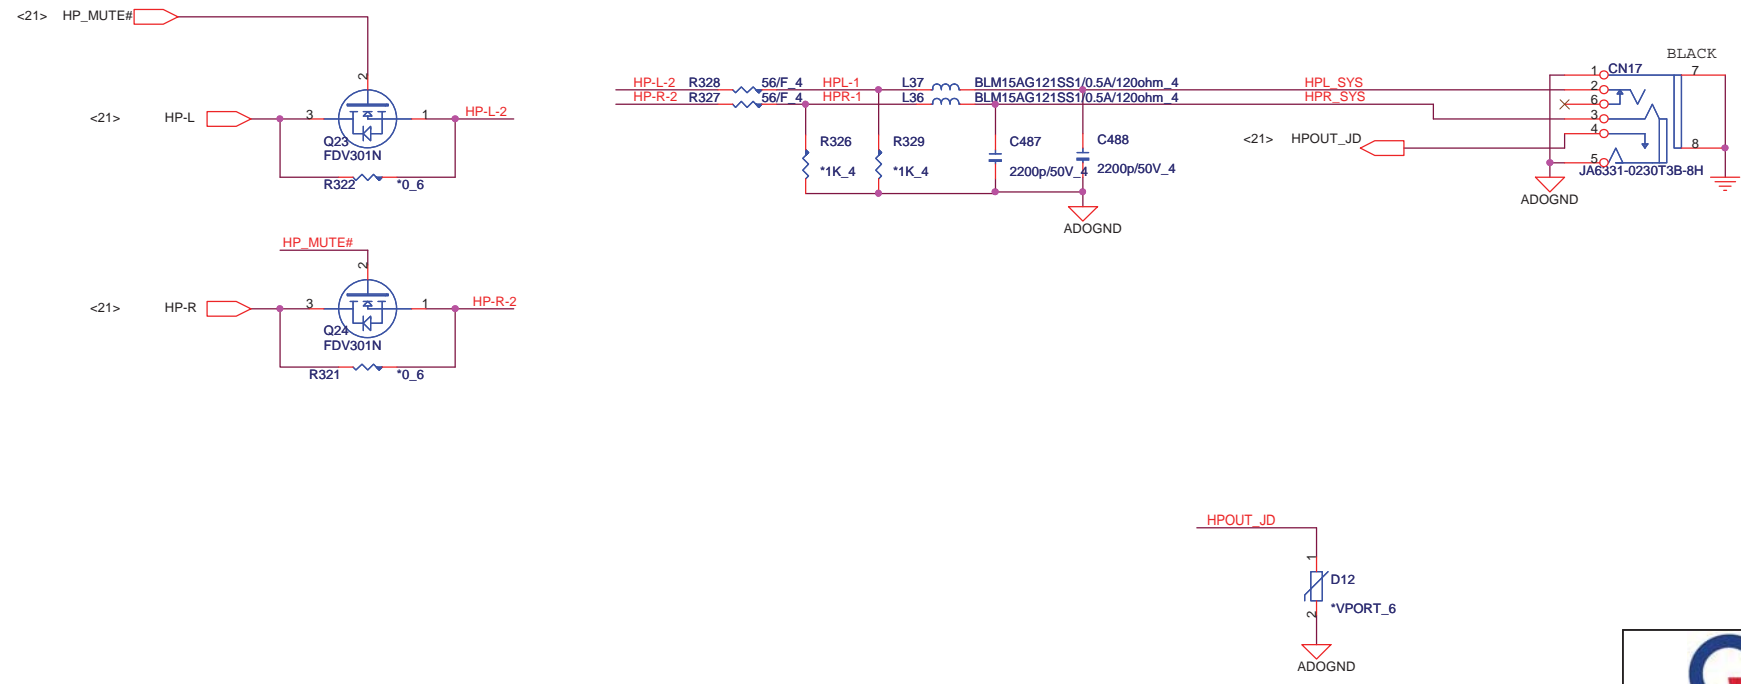 <21> HP_MUTE#
2
<21> HP-L
3
1
HP-L-2
Q23
FDV301N
R322
*0_6
HP_MUTE#
2
<21> HP-R
3
1
HP-R-2
Q24
FDV301N
R321
*0_6
HP-L-2 R328 56/F_4 HPL-1 L37 BLM15AG121SS1/0.5A/120ohm_4 HPL_SYS
HP-R-2 R327 56/F_4 HPR-1 L36 BLM15AG121SS1/0.5A/120ohm_4 HPR_SYS
R326
*1K_4
R329
*1K_4
C487
2200p/50V_4
C488
2200p/50V_4
ADOGND
<21> HPOUT_JD
BLACK
CN17
1
2
6
3
4
5
7
8
JA6331-0230T3B-8H
ADOGND
HPOUT_JD
1
D12
*VPORT_6
2
ADOGND